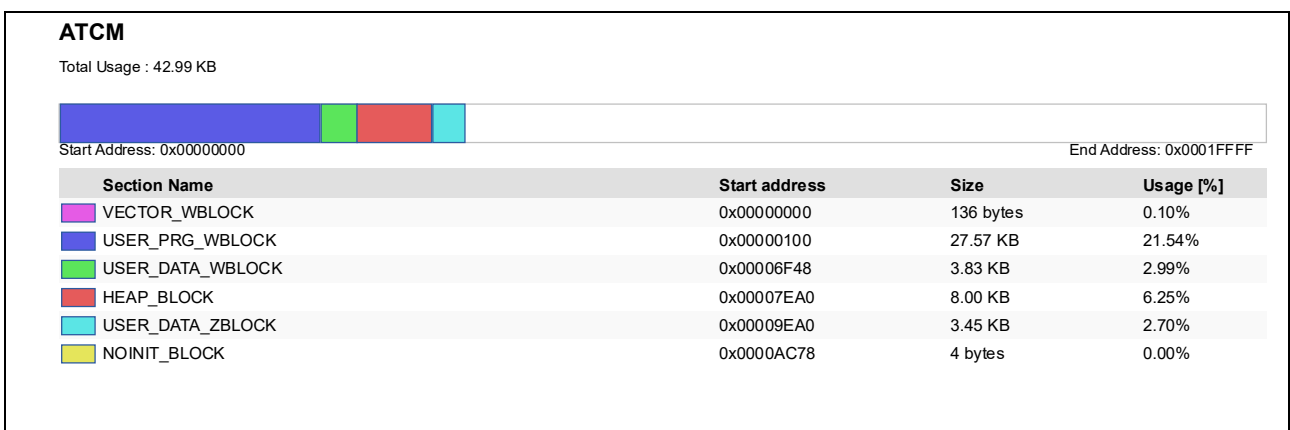 ATCM
Total Usage : 42.99 KB
Start Address: 0x00000000 End Address: 0x0001FFFF
Section Name Start address Size Usage [%]
VECTOR_WBLOCK 0x00000000 136 bytes 0.10%
USER_PRG_WBLOCK 0x00000100 27.57 KB 21.54%
USER_DATA_WBLOCK 0x00006F48 3.83 KB 2.99%
HEAP_BLOCK 0x00007EA0 8.00 KB 6.25%
USER_DATA_ZBLOCK 0x00009EA0 3.45 KB 2.70%
NOINIT_BLOCK 0x0000AC78 4 bytes 0.00%